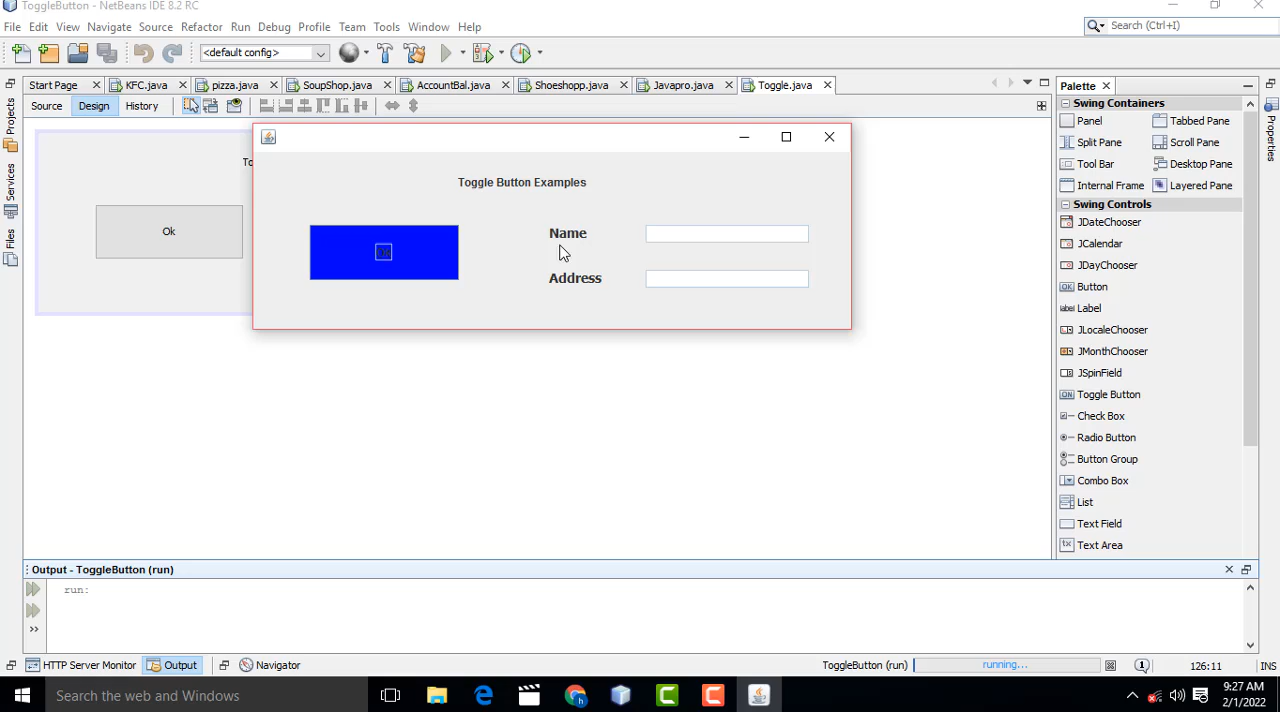 ToggleButton - NetBeans IDE 8.2 RC
File Edit View Navigate Source Refactor Run Debug Profile Team Tools Window Help
Search (Ctrl+I)
<default config>
Start Page KFC.java pizza.java SoupShop.java AccountBal.java Shoeshopp.java Javapro.java Toggle.java
Palette
Source Design History
Projects
Services
Files
Properties
To
Ok
Toggle Button Examples
Name
Address
Swing Containers
Panel Tabbed Pane
Split Pane Scroll Pane
Tool Bar Desktop Pane
Internal Frame Layered Pane
Swing Controls
JDateChooser
JCalendar
JDayChooser
OK Button
label Label
JLocaleChooser
JMonthChooser
JSpinField
ON Toggle Button
Check Box
Radio Button
Button Group
Combo Box
List
Text Field
tx Text Area
Output - ToggleButton (run)
run:
HTTP Server Monitor Output Navigator
ToggleButton (run) running... 1 126:11 INS
Search the web and Windows
9:27 AM
2/1/2022